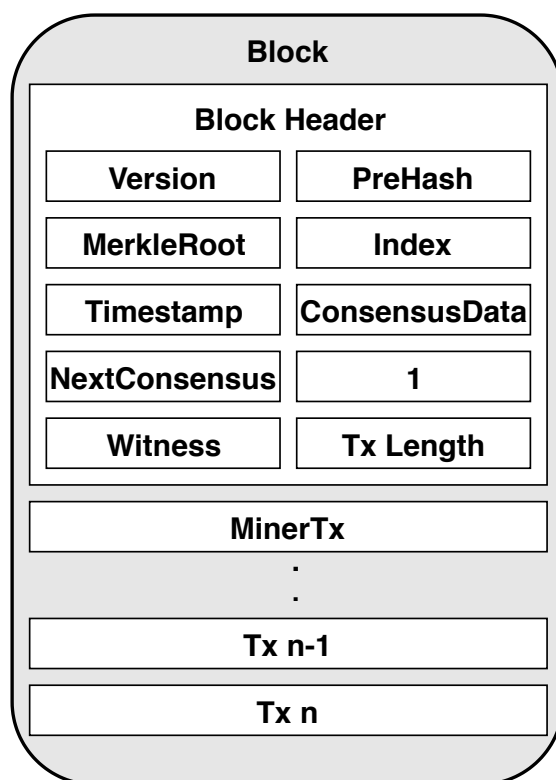 Block
Block Header
Version PreHash
MerkleRoot Index
Timestamp ConsensusData
NextConsensus 1
Witness Tx Length
MinerTx
.
.
Tx n-1
Tx n